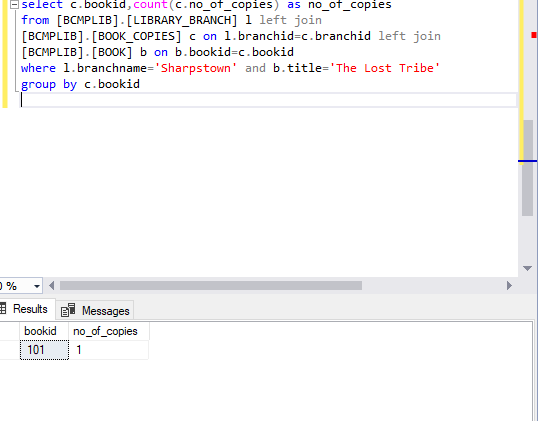 select c.bookid,count(c.no_of_copies) as no_of_copies
from [BCMPLIB].[LIBRARY_BRANCH] l left join
[BCMPLIB].[BOOK_COPIES] c on l.branchid=c.branchid left join
[BCMPLIB].[BOOK] b on b.bookid=c.bookid
where l.branchname='Sharpstown' and b.title='The Lost Tribe'
group by c.bookid
0 %
Results Messages
bookid no_of_copies
101 1